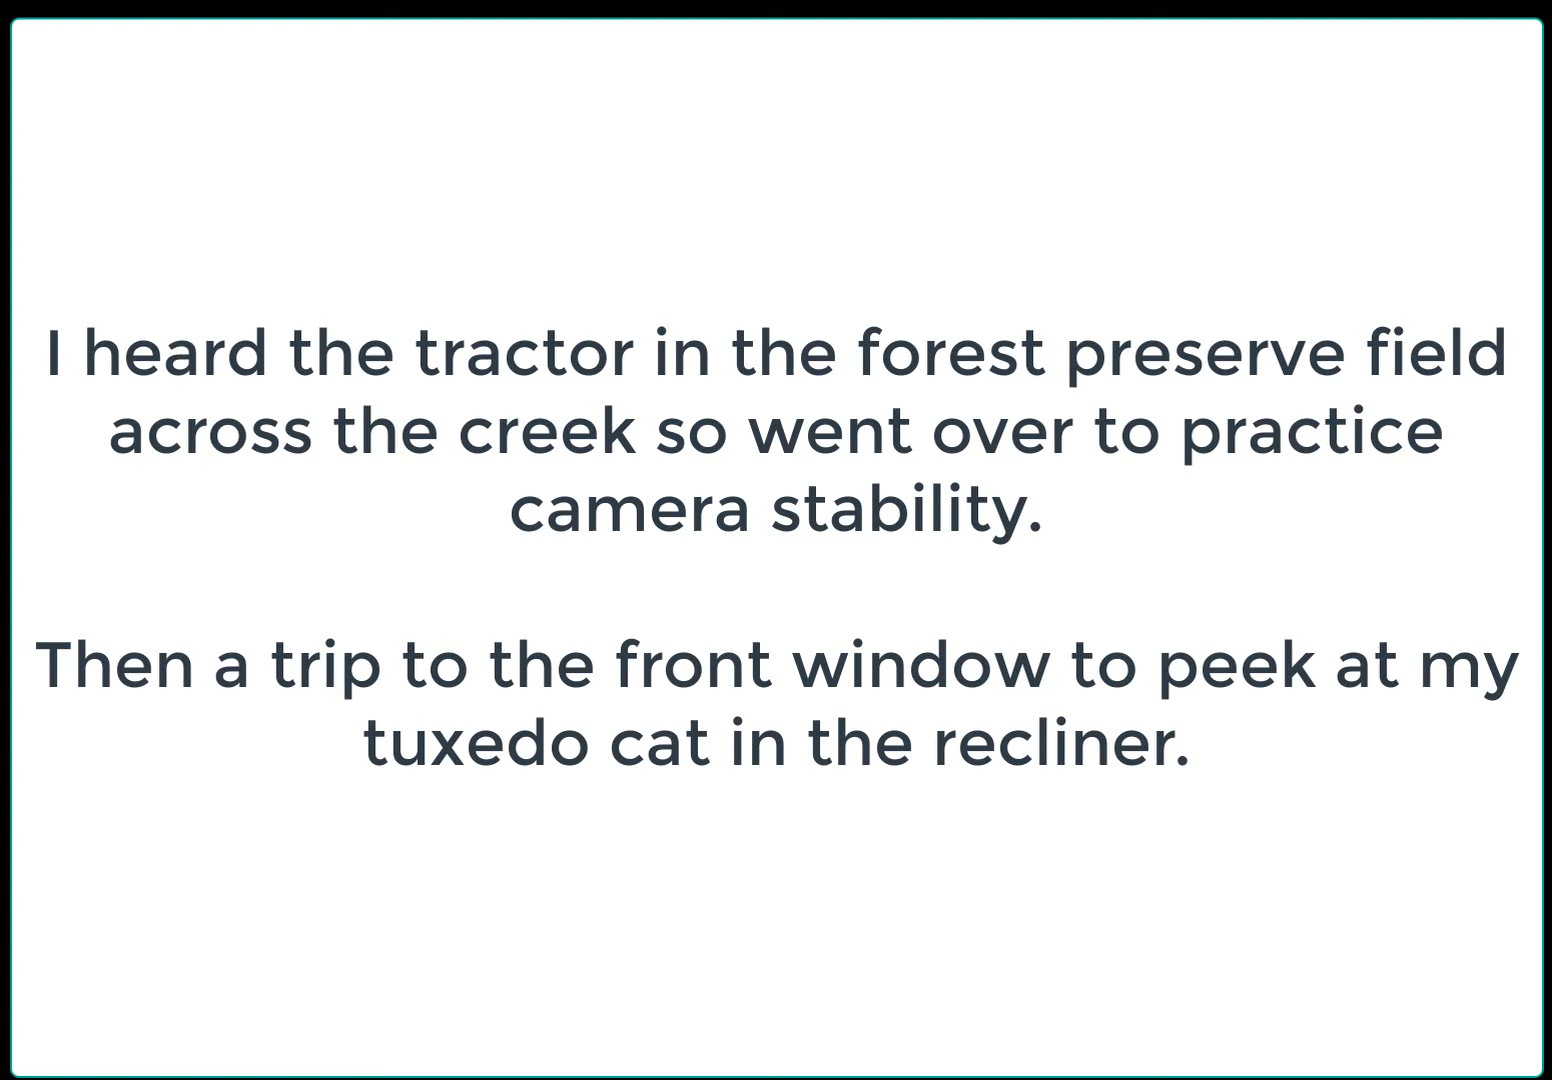 I heard the tractor in the forest preserve field
across the creek so went over to practice
camera stability.
Then a trip to the front window to peek at my
tuxedo cat in the recliner.